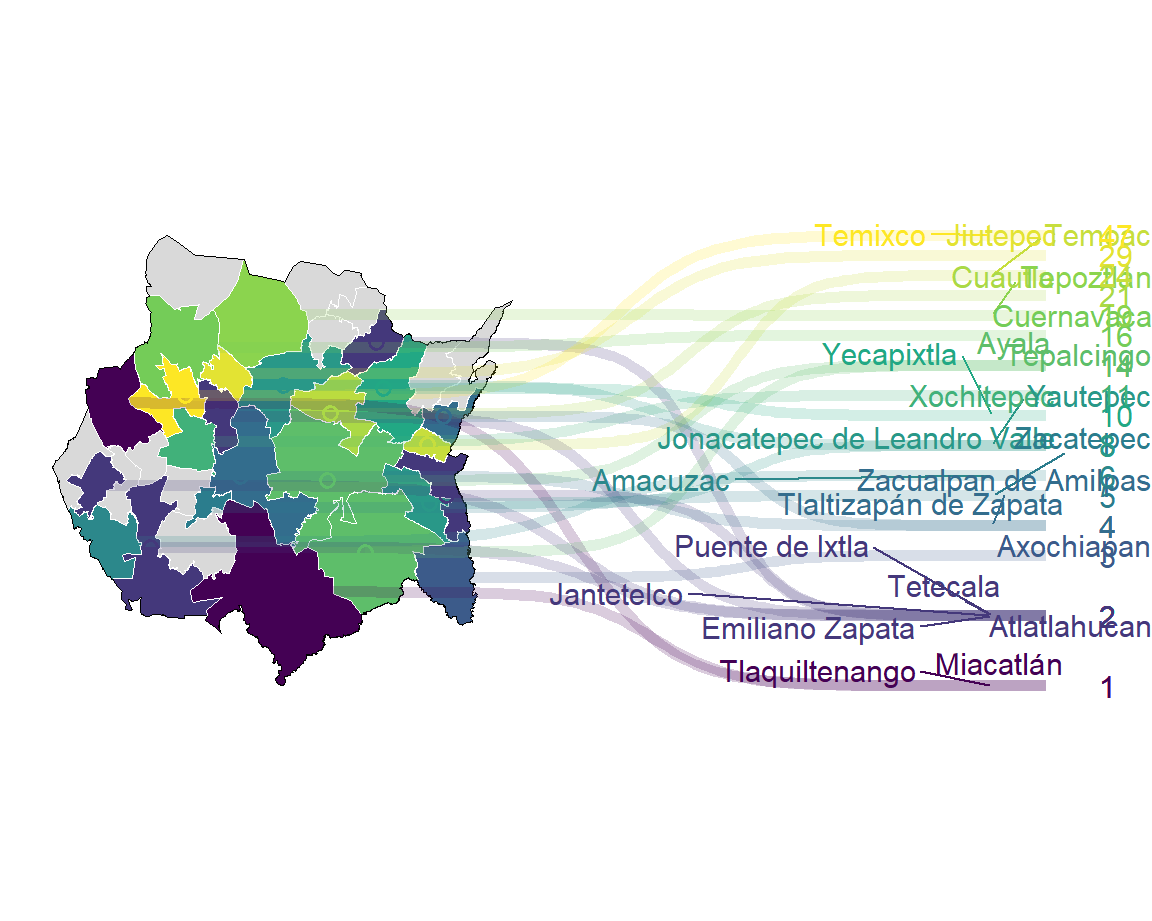 Temixco
Jiutepec
Temoac
47
29
Cuautla
Tepoztlán
21
Cuernavaca
19
16
Ayala
Yecapixtla
Tepalcingo
14
Xochitepec
Yautepec
11
10
Jonacatepec de Leandro Valle
Zacatepec
8
Amacuzac
Zacualpan de Amilpas
6
5
Tlaltizapán de Zapata
4
Puente de Ixtla
Axochiapan
3
Tetecala
Jantetelco
2
Emiliano Zapata
Atlatlahucan
Tlaquiltenango
Miacatlán
1